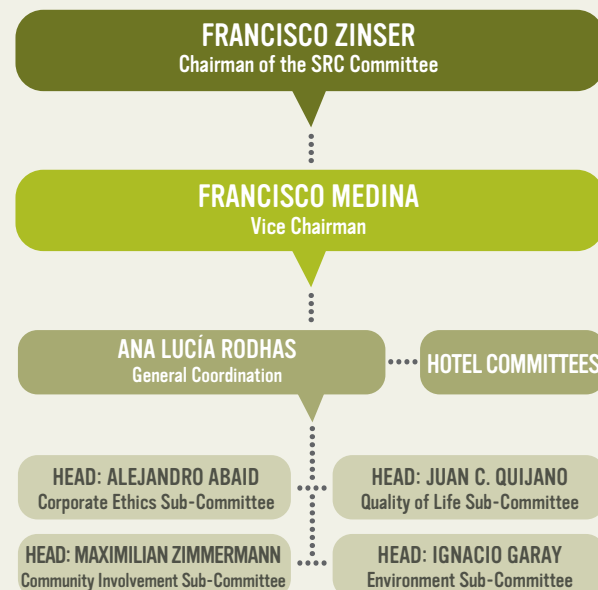 FRANCISCO ZINSER
Chairman of the SRC Committee
FRANCISCO MEDINA
Vice Chairman
ANA LUCÍA RODHAS
General Coordination
HOTEL COMMITTEES
HEAD: ALEJANDRO ABAID
Corporate Ethics Sub-Committee
HEAD: JUAN C. QUIJANO
Quality of Life Sub-Committee
HEAD: MAXIMILIAN ZIMMERMANN
Community Involvement Sub-Committee
HEAD: IGNACIO GARAY
Environment Sub-Committee